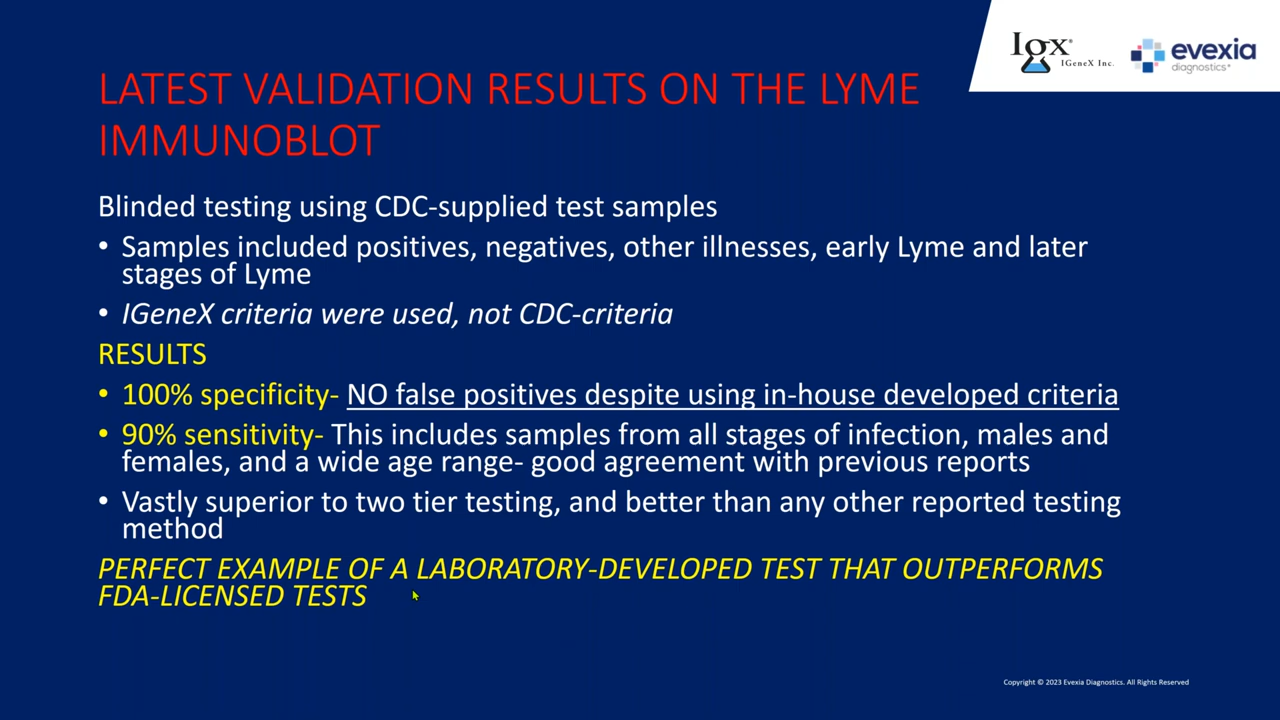 Igx®
IGeneX Inc.
evexia
diagnostics®
LATEST VALIDATION RESULTS ON THE LYME
IMMUNOBLOT
Blinded testing using CDC-supplied test samples
• Samples included positives, negatives, other illnesses, early Lyme and later
stages of Lyme
• IGeneX criteria were used, not CDC-criteria
RESULTS
• 100% specificity- NO false positives despite using in-house developed criteria
• 90% sensitivity- This includes samples from all stages of infection, males and
females, and a wide age range- good agreement with previous reports
• Vastly superior to two tier testing, and better than any other reported testing
method
PERFECT EXAMPLE OF A LABORATORY-DEVELOPED TEST THAT OUTPERFORMS
FDA-LICENSED TESTS
Copyright © 2023 Evexia Diagnostics. All Rights Reserved